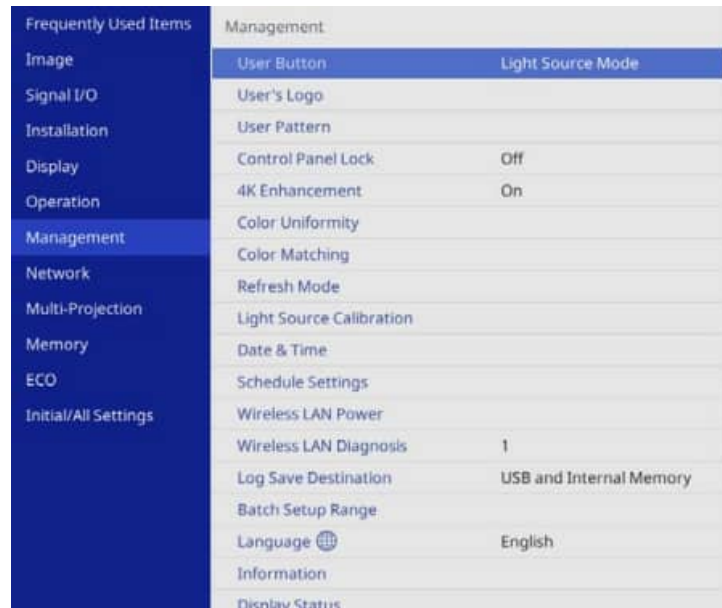 Frequently Used Items
Image
Signal I/O
Installation
Display
Operation
Management
Network
Multi-Projection
Memory
ECO
Initial/All Settings
Management
User Button Light Source Mode
User's Logo
User Pattern
Control Panel Lock Off
4K Enhancement On
Color Uniformity
Color Matching
Refresh Mode
Light Source Calibration
Date & Time
Schedule Settings
Wireless LAN Power
Wireless LAN Diagnosis 1
Log Save Destination USB and Internal Memory
Batch Setup Range
Language English
Information
Display Status